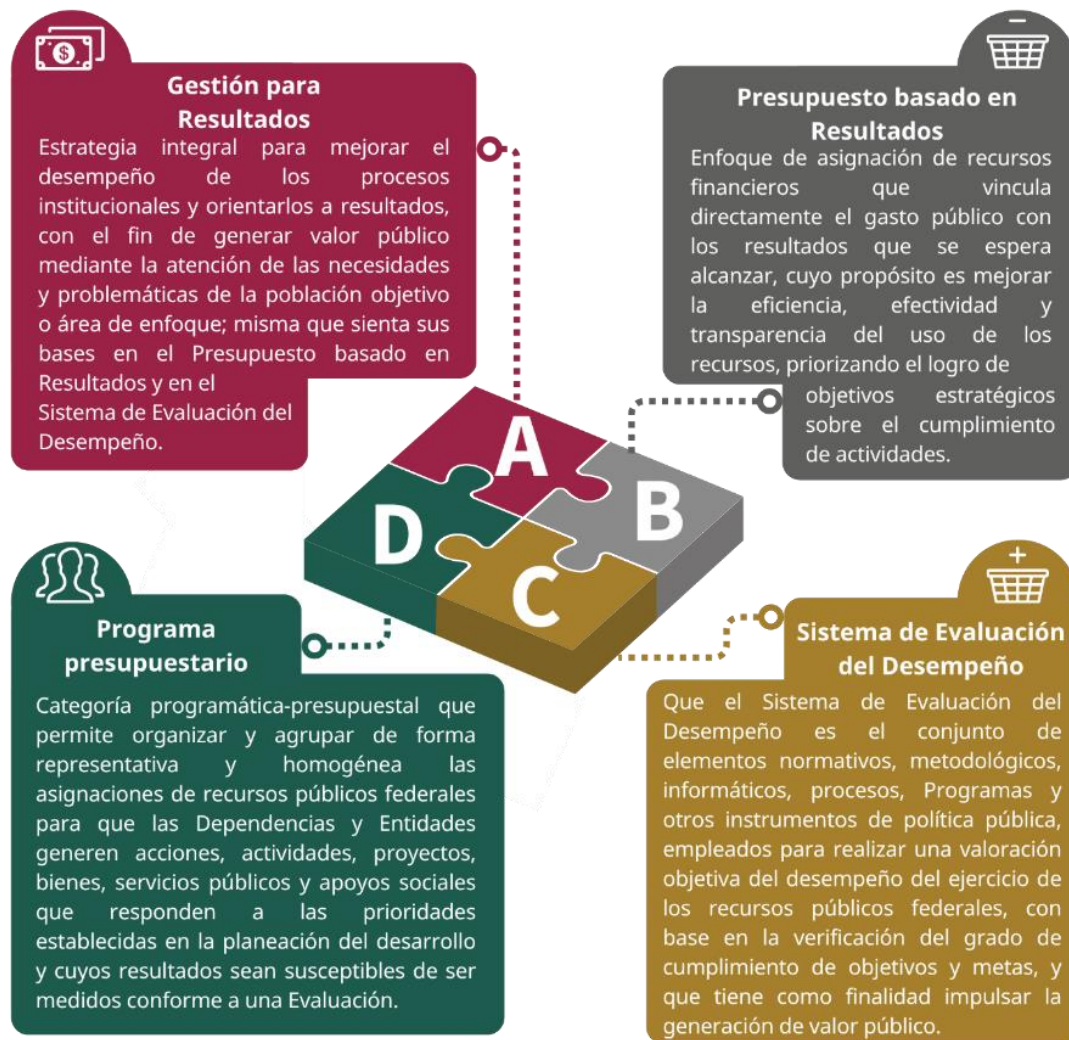 Gestión para
Resultados
Estrategia integral para mejorar el
desempeño de los procesos
institucionales y orientarlos a resultados,
con el fin de generar valor público
mediante la atención de las necesidades
y problemáticas de la población objetivo
o área de enfoque; misma que sienta sus
bases en el Presupuesto basado en
Resultados y en el
Sistema de Evaluación del
Desempeño.
Presupuesto basado en
Resultados
Enfoque de asignación de recursos
financieros que vincula
directamente el gasto público con
los resultados que se espera
alcanzar, cuyo propósito es mejorar
la eficiencia, efectividad y
transparencia del uso de los
recursos, priorizando el logro de
objetivos estratégicos
sobre el cumplimiento
de actividades.
A
B
D
C
Programa
presupuestario
Categoría programática-presupuestal que
permite organizar y agrupar de forma
representativa y homogénea las
asignaciones de recursos públicos federales
para que las Dependencias y Entidades
generen acciones, actividades, proyectos,
bienes, servicios públicos y apoyos sociales
que responden a las prioridades
establecidas en la planeación del desarrollo
y cuyos resultados sean susceptibles de ser
medidos conforme a una Evaluación.
Sistema de Evaluación
del Desempeño
Que el Sistema de Evaluación del
Desempeño es el conjunto de
elementos normativos, metodológicos,
informáticos, procesos, Programas y
otros instrumentos de política pública,
empleados para realizar una valoración
objetiva del desempeño del ejercicio de
los recursos públicos federales, con
base en la verificación del grado de
cumplimiento de objetivos y metas, y
que tiene como finalidad impulsar la
generación de valor público.